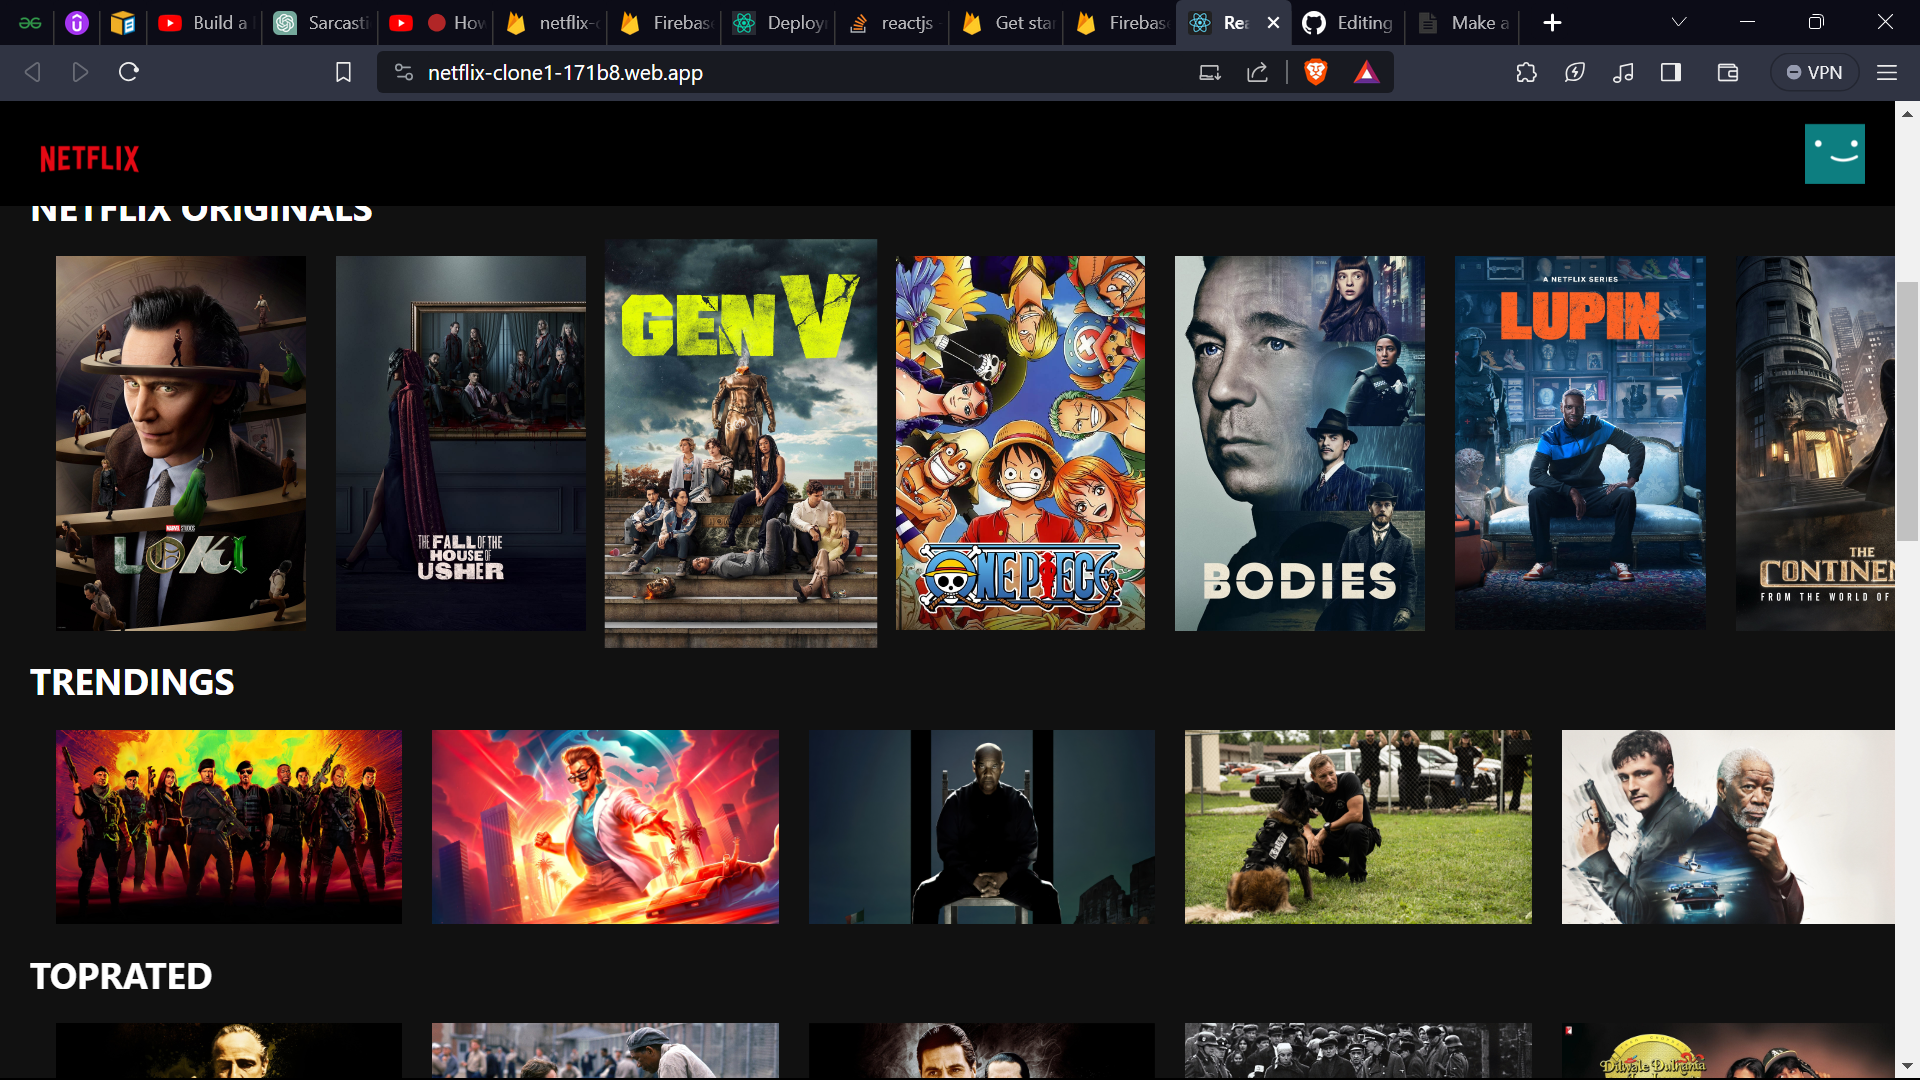 Build a
Sarcasti
How
netflix-c
Firebas
Deploy
reactjs
Get star
Firebas
Rea
Editing
Make a
netflix-clone1-171b8.web.app
VPN
NETFLIX
NETFLIX ORIGINALS
MARVEL STUDIOS
LOKI
THE FALL OF THE
HOUSE OF
USHER
GEN V
ONE PIECE
BODIES
A NETFLIX SERIES
LUPIN
THE
CONTINEN
FROM THE WORLD OF
TRENDINGS
TOPRATED
Dilwale Dulhania